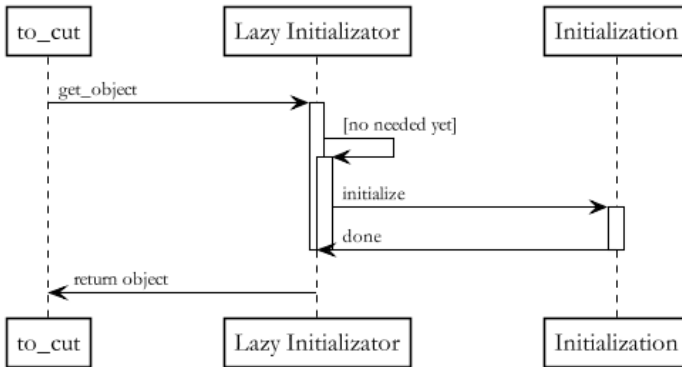 to_cut
Lazy Initializator
Initialization
get_object
[no needed yet]
initialize
done
return object
to_cut
Lazy Initializator
Initialization